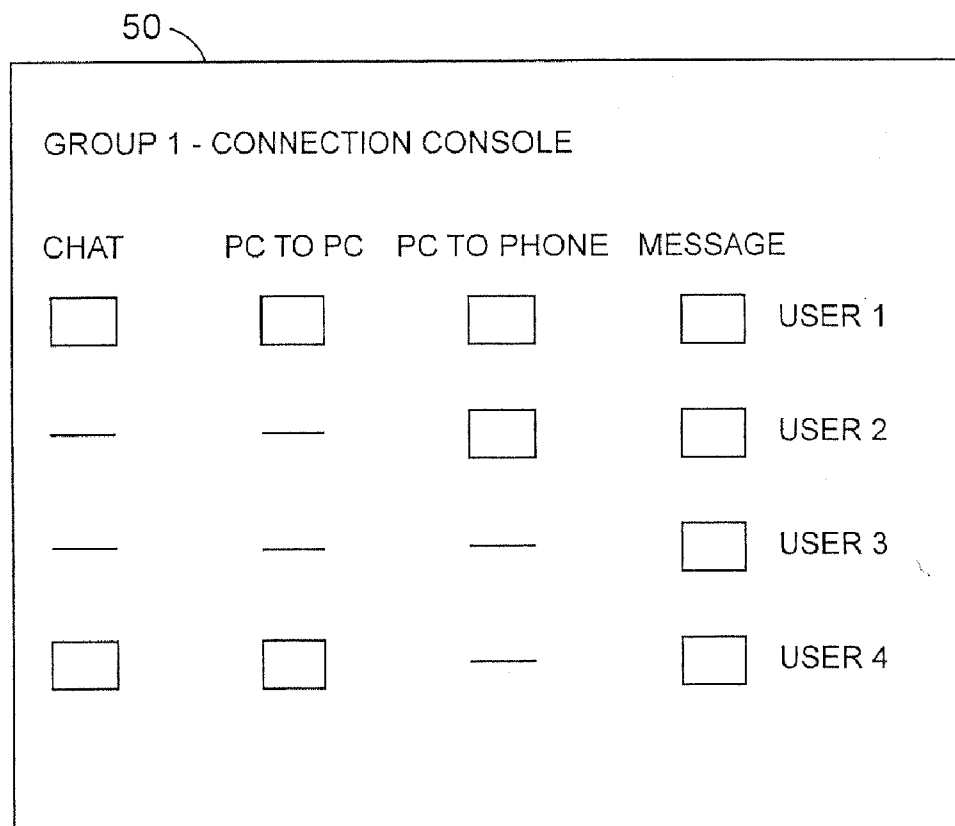 50
GROUP 1 - CONNECTION CONSOLE
CHAT PC TO PC PC TO PHONE MESSAGE
USER 1
USER 2
USER 3
USER 4